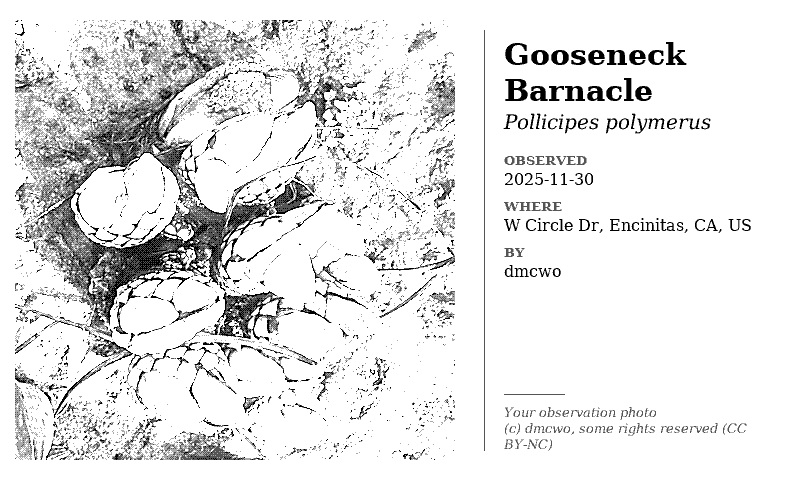 Gooseneck
Barnacle
Pollicipes polymerus
OBSERVED
2025-11-30
WHERE
W Circle Dr, Encinitas, CA, US
BY
dmcwo
Your observation photo
(c) dmcwo, some rights reserved (CC
BY-NC)